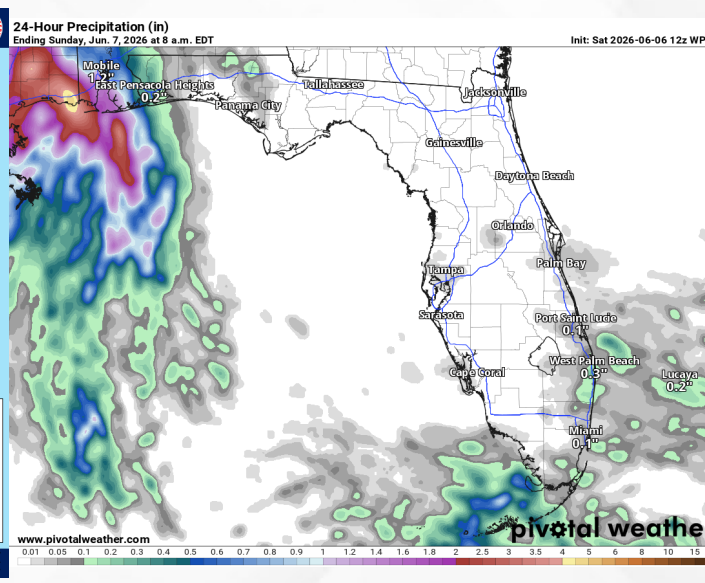 24-Hour Precipitation (in)
Ending Sunday, Jun. 7, 2026 at 8 a.m. EDT
Init: Sat 2026-06-06 12z WP
Mobile
1.2"
East Pensacola Heights
0.2"
Panama City
Tallahassee
Jacksonville
Gainesville
Daytona Beach
Orlando
Palm Bay
Tampa
Sarasota
Port Saint Lucie
0.1"
West Palm Beach
0.3"
Lucaya
0.2"
Cape Coral
Miami
0.1"
www.pivotalweather.com
pivotal weathe
0.01 0.05 0.1 0.2 0.3 0.4 0.5 0.6 0.7 0.8 0.9 1 1.2 1.4 1.6 1.8 2 2.5 3 3.5 4 5 6 8 10 15